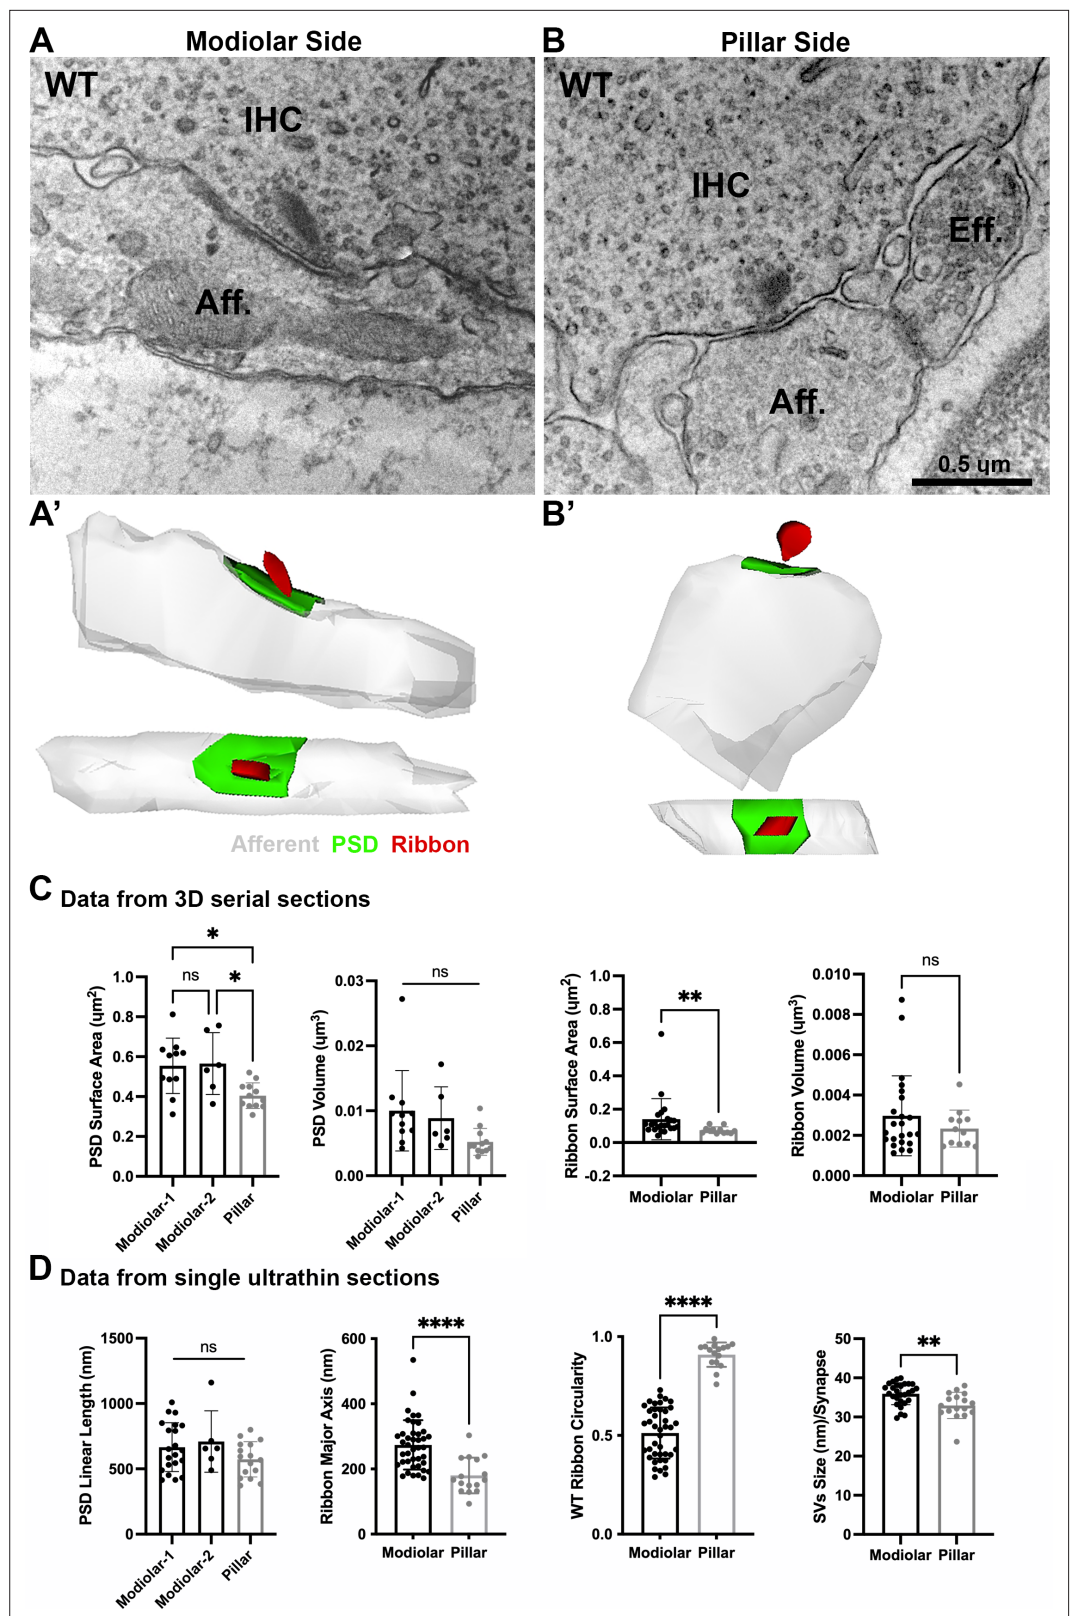 A Modiolar Side B Pillar Side
WT WT
IHC
IHC
Eff.
Aff.
Aff.
0.5 µm
A’ B’
Afferent PSD Ribbon
C Data from 3D serial sections
*
ns *
1.0
0.8
0.6
0.4
0.2
0.0
PSD Surface Area (µm²)
Modiolar-1
Modiolar-2
Pillar
ns
0.03
0.02
0.01
0.00
PSD Volume (µm³)
Modiolar-1
Modiolar-2
Pillar
**
1.0
0.8
0.6
0.4
0.2
0.0
-0.2
Ribbon Surface Area (µm²)
Modiolar Pillar
ns
0.010
0.008
0.006
0.004
0.002
0.000
Ribbon Volume (µm³)
Modiolar Pillar
D Data from single ultrathin sections
ns
1500
1000
500
0
PSD Linear Length (nm)
Modiolar-1
Modiolar-2
Pillar
****
600
400
200
0
Ribbon Major Axis (nm)
Modiolar Pillar
****
1.0
0.5
0.0
WT Ribbon Circularity
Modiolar Pillar
**
50
40
30
20
10
0
SVs Size (nm)/Synapse
Modiolar Pillar